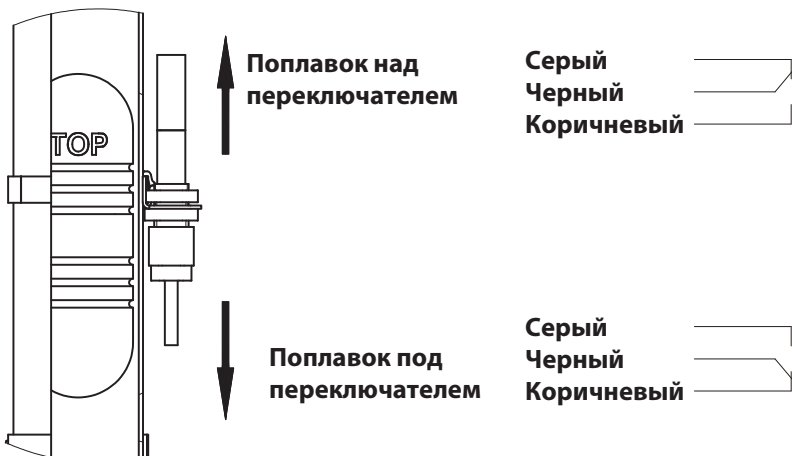 Поплавок над
переключателем
Серый
Черный
Коричневый
TOP
Поплавок под
переключателем
Серый
Черный
Коричневый